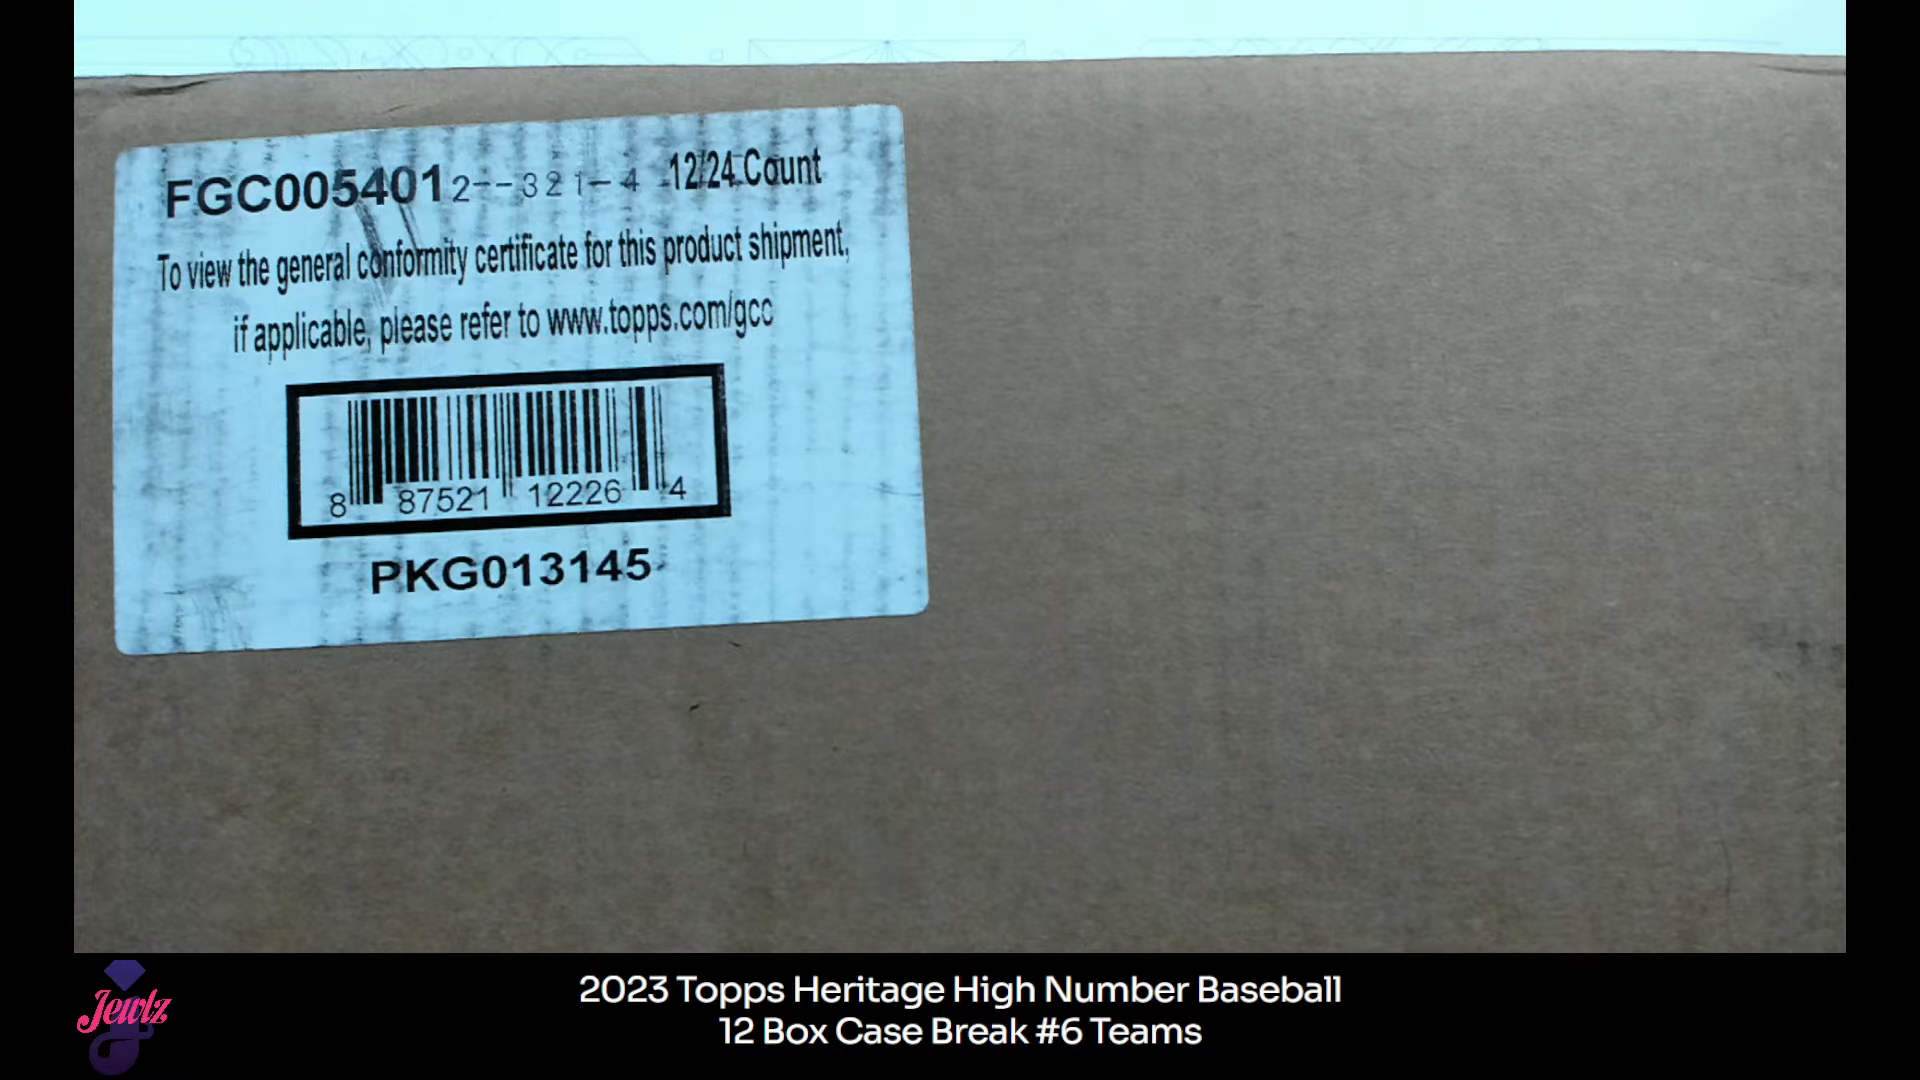 FGC005401 2--321-4 12/24 Count
To view the general conformity certificate for this product shipment,
if applicable, please refer to www.topps.com/gcc
8 87521 12226 4
PKG013145
Jewlz
2023 Topps Heritage High Number Baseball
12 Box Case Break #6 Teams